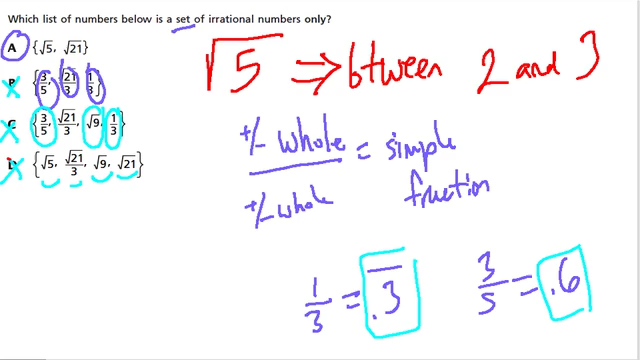 Which list of numbers below is a set of irrational numbers only?
A {√5, √21}
B {3/5, √21/3, 1/3}
C {3/5, √21/3, √9, 1/3}
D {√5, √21/3, √9, √21}
√5 ⇒ btween 2 and 3
+/- whole / +/- whole = simple
fraction
1/3 = .3̅
3/5 = .6